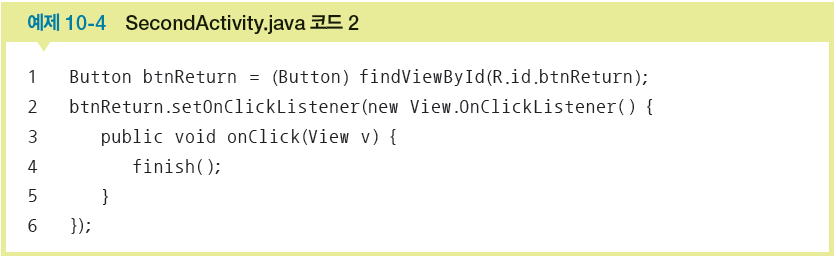 예제 10-4 SecondActivity.java 코드 2
1 Button btnReturn = (Button) findViewById(R.id.btnReturn);
2 btnReturn.setOnClickListener(new View.OnClickListener() {
3 public void onClick(View v) {
4 finish();
5 }
6 });